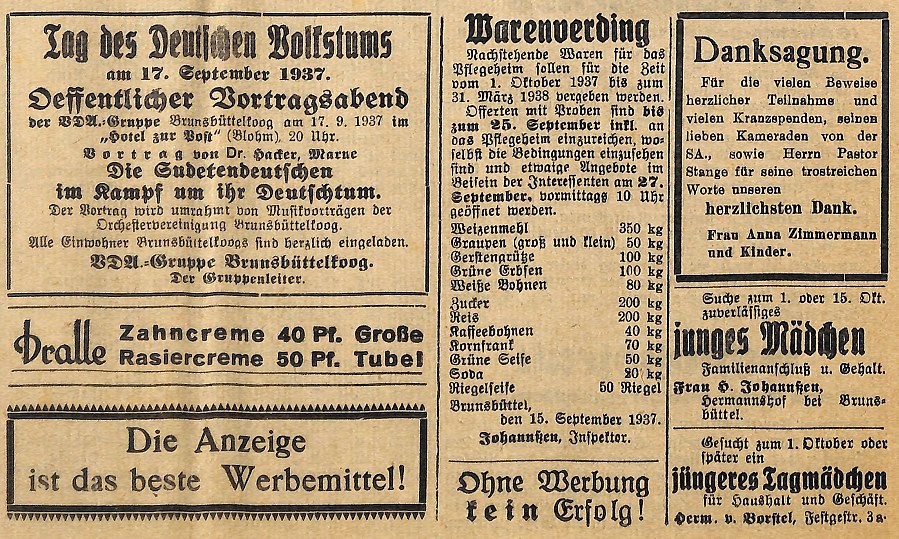 Tag des Deutschen Volkstums
am 17. September 1937.
Oeffentlicher Vortragsabend
der VDA.-Gruppe Brunsbüttelkoog am 17. 9. 1937 im
„Hotel zur Post" (Blohm), 20 Uhr.
Vortrag von Dr. Hacker, Marne
Die Sudetendeutschen
im Kampf um ihr Deutschtum.
Der Vortrag wird umrahmt von Musikvorträgen der
Orchestervereinigung Brunsbüttelkoog.
Alle Einwohner Brunsbüttelkoogs sind herzlich eingeladen.
VDA.-Gruppe Brunsbüttelkoog.
Der Gruppenleiter.
Dralle Zahncreme 40 Pf. Große
Rasiercreme 50 Pf. Tube!
Die Anzeige
ist das beste Werbemittel!
Warenverding
Nachstehende Waren für das
Pflegeheim sollen für die Zeit
vom 1. Oktober 1937 bis zum
31. März 1938 vergeben werden.
Offerten mit Proben sind bis
zum 25. September inkl. an
das Pflegeheim einzureichen, wo-
selbst die Bedingungen einzusehen
sind und etwaige Angebote im
Beisein der Interessenten am 27.
September, vormittags 10 Uhr
geöffnet werden.
Weizenmehl 350 kg
Graupen (groß und klein) 50 kg
Gerstengrütze 100 kg
Grüne Erbsen 100 kg
Weiße Bohnen 80 kg
Zucker 200 kg
Reis 200 kg
Kaffeebohnen 40 kg
Kornfrank 70 kg
Grüne Seife 50 kg
Soda 20 kg
Riegelseife 50 Riegel
Brunsbüttel,
den 15. September 1937.
Johannßen, Inspektor.
Ohne Werbung
kein Erfolg!
Danksagung.
Für die vielen Beweise
herzlicher Teilnahme und
vielen Kranzspenden, seinen
lieben Kameraden von der
SA., sowie Herrn Pastor
Stange für seine trostreichen
Worte unseren
herzlichsten Dank.
Frau Anna Zimmermann
und Kinder.
Suche zum 1. oder 15. Okt.
zuverlässiges
junges Mädchen
Familienanschluß u. Gehalt.
Frau H. Johannßen,
Hermannshof bei Bruns-
büttel.
Gesucht zum 1. Oktober oder
später ein
jüngeres Tagmädchen
für Haushalt und Geschäft.
Herm. v. Borstel, Festgestr. 3a.